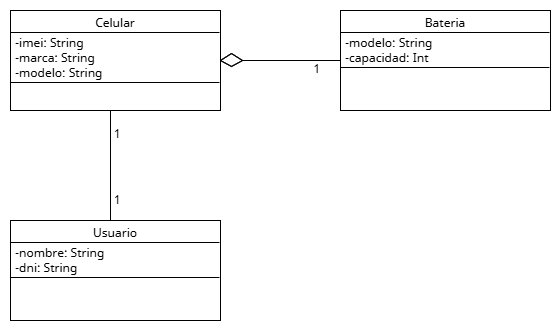 Celular
-imei: String
-marca: String
-modelo: String
Bateria
-modelo: String
-capacidad: Int
1
1
1
Usuario
-nombre: String
-dni: String